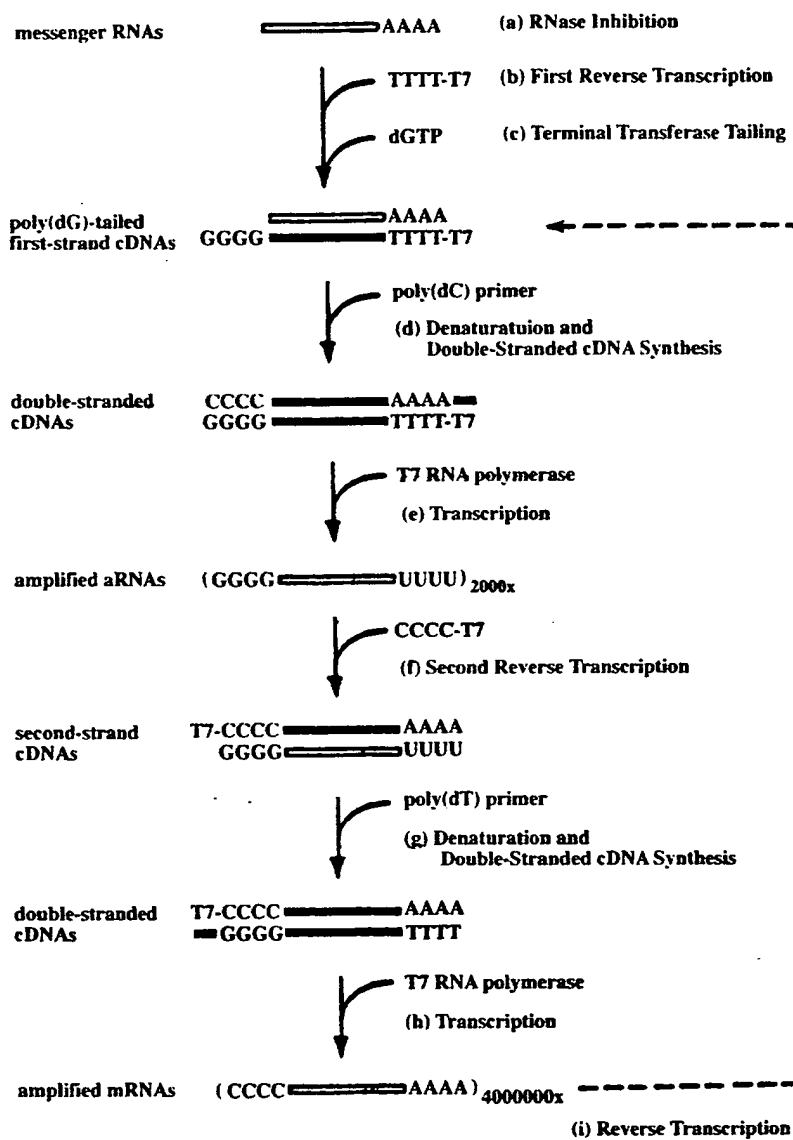 messenger RNAs AAAA (a) RNase Inhibition
TTTT-T7 (b) First Reverse Transcription
dGTP (c) Terminal Transferase Tailing
poly(dG)-tailed AAAA
first-strand cDNAs GGGG TTTT-T7
poly(dC) primer
(d) Denaturatuion and
Double-Stranded cDNA Synthesis
double-stranded CCCC AAAA
cDNAs GGGG TTTT-T7
T7 RNA polymerase
(e) Transcription
amplified aRNAs (GGGG UUUU) 2000x
CCCC-T7
(f) Second Reverse Transcription
second-strand T7-CCCC AAAA
cDNAs GGGG UUUU
poly(dT) primer
(g) Denaturation and
Double-Stranded cDNA Synthesis
double-stranded T7-CCCC AAAA
cDNAs GGGG TTTT
T7 RNA polymerase
(h) Transcription
amplified mRNAs (CCCC AAAA) 4000000x
(i) Reverse Transcription